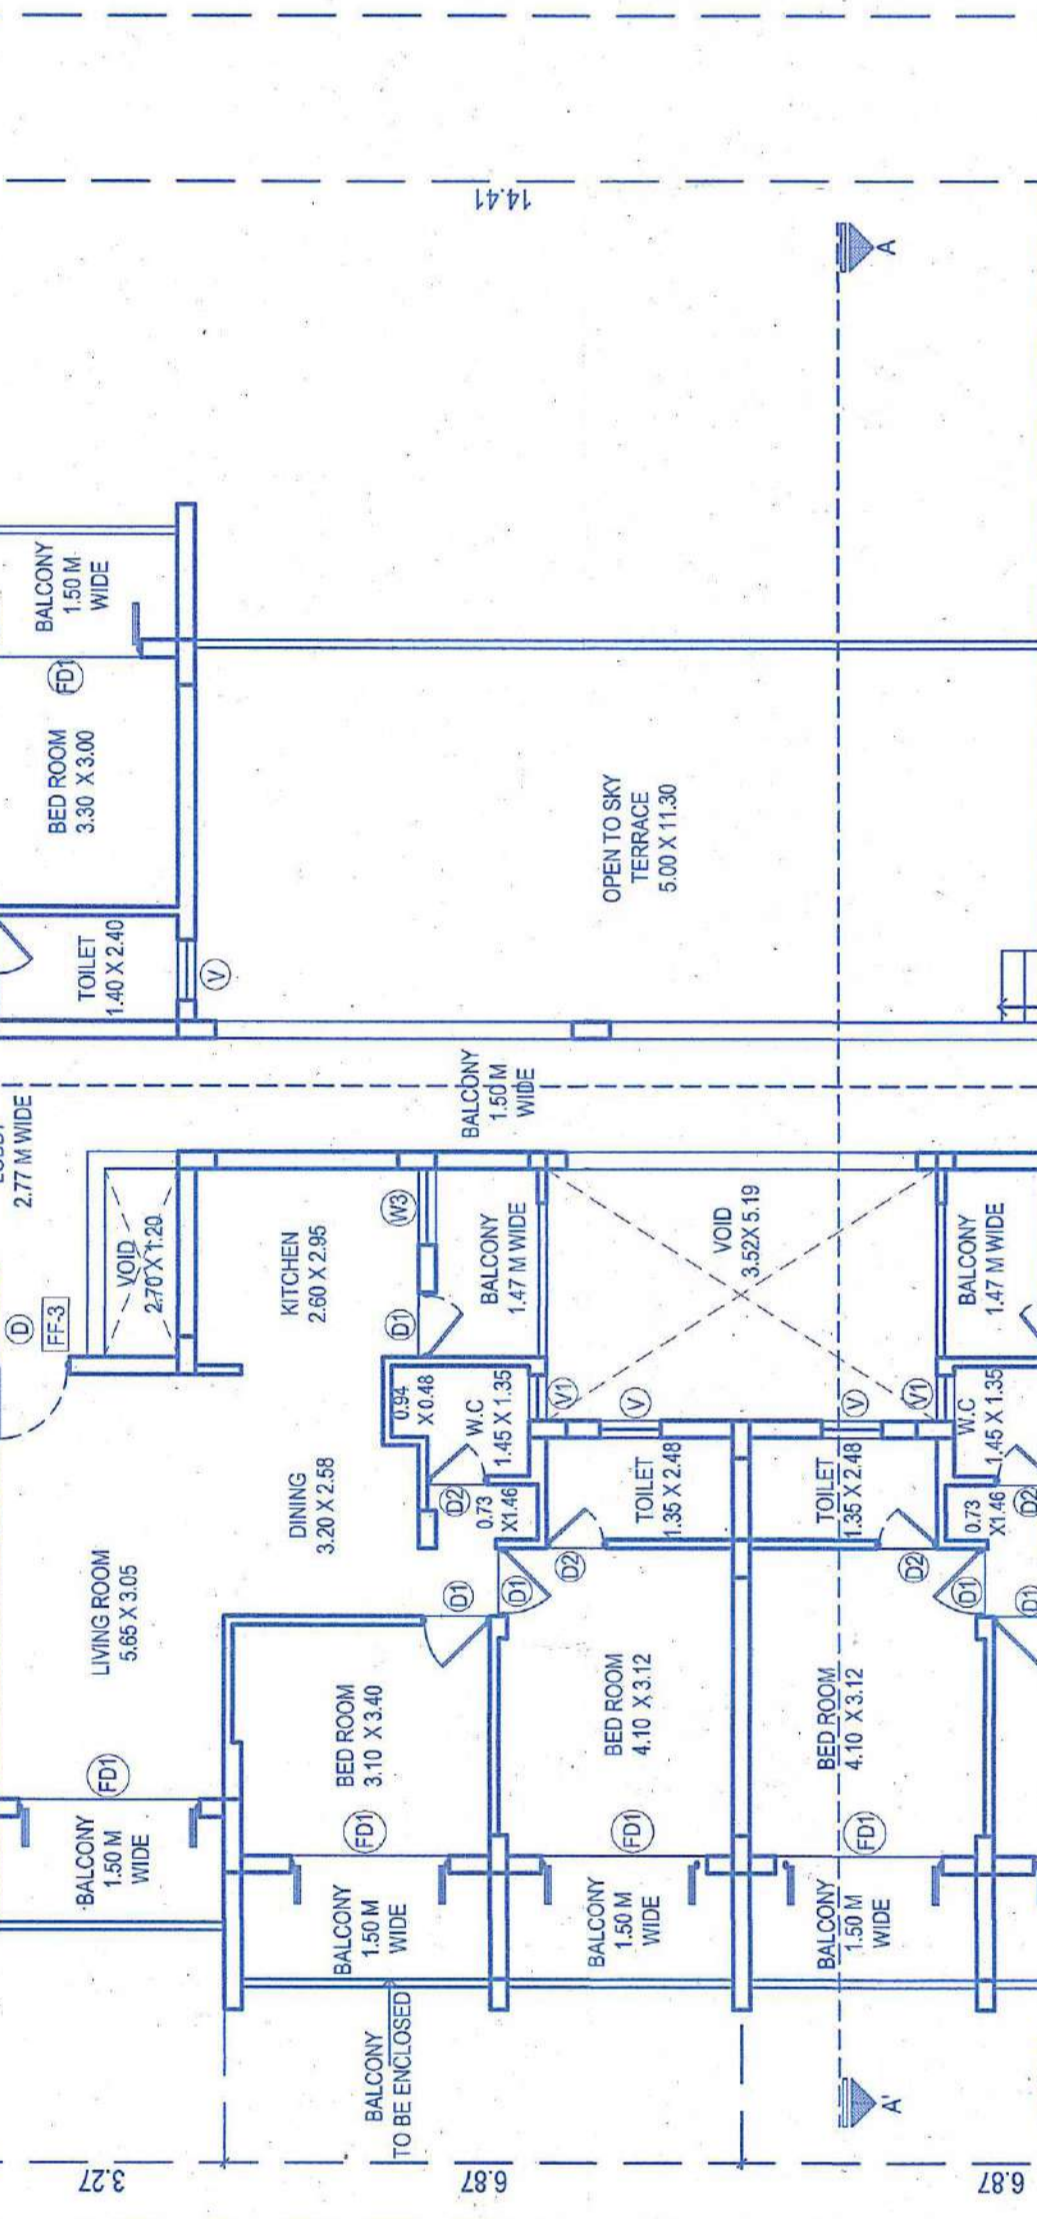 14.41
A
BALCONY
1.50 M
WIDE
FD1
BED ROOM
3.30 X 3.00
TOILET
1.40 X 2.40
V
OPEN TO SKY
TERRACE
5.00 X 11.30
2.77 M WIDE
BALCONY
1.50 M
WIDE
D
FF-3
VOID
2.70 X 1.20
KITCHEN
2.60 X 2.95
W3
BALCONY
1.47 M WIDE
D1
VOID
3.52X 5.19
BALCONY
1.47 M WIDE
0.94
X 0.48
W.C
1.45 X 1.35
V1
V
V
V1
W.C
1.45 X 1.35
DINING
3.20 X 2.58
D2
0.73
X1.46
TOILET
1.35 X 2.48
TOILET
1.35 X 2.48
0.73
X1.46
D2
LIVING ROOM
5.65 X 3.05
D1
D1
D2
D2
D1
D1
BED ROOM
3.10 X 3.40
BED ROOM
4.10 X 3.12
BED ROOM
4.10 X 3.12
FD1
FD1
FD1
FD1
BALCONY
1.50 M
WIDE
BALCONY
1.50 M
WIDE
BALCONY
1.50 M
WIDE
BALCONY
1.50 M
WIDE
BALCONY
TO BE ENCLOSED
A'
3.27
6.87
6.87